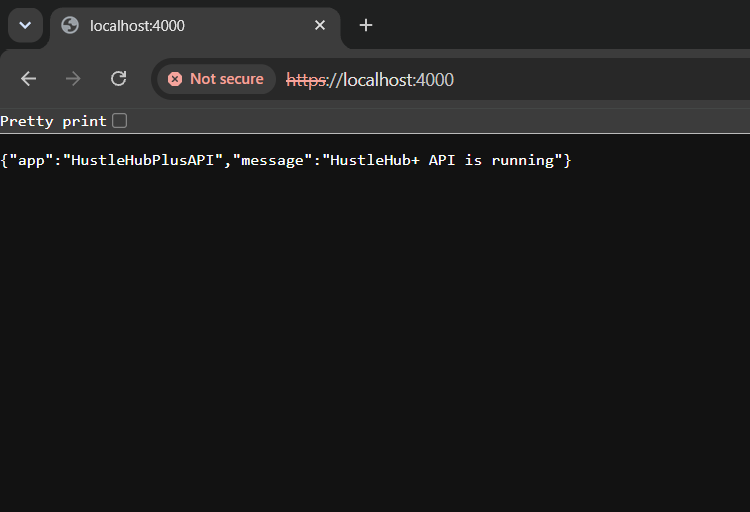 localhost:4000
Not secure https://localhost:4000
Pretty print
{"app":"HustleHubPlusAPI","message":"HustleHub+ API is running"}